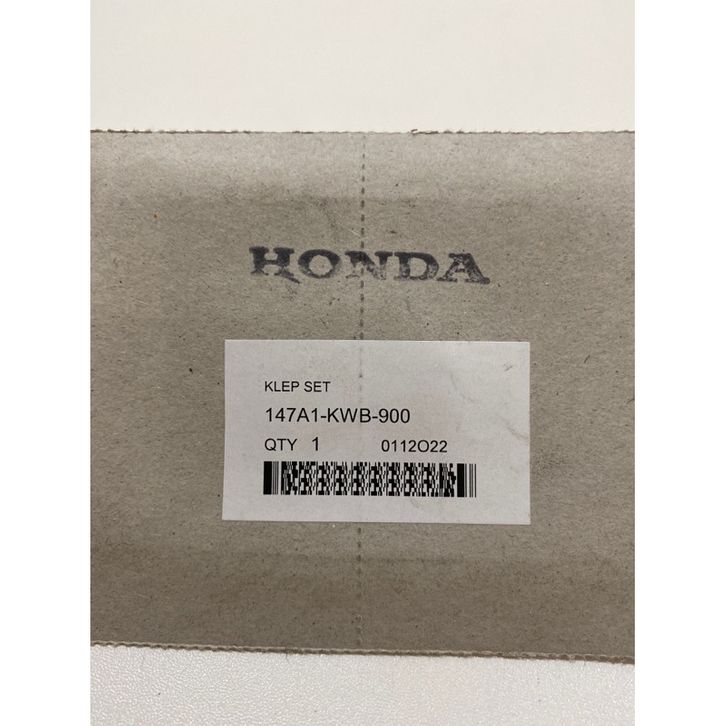 HONDA
KLEP SET
147A1-KWB-900
QTY 1 0112O22